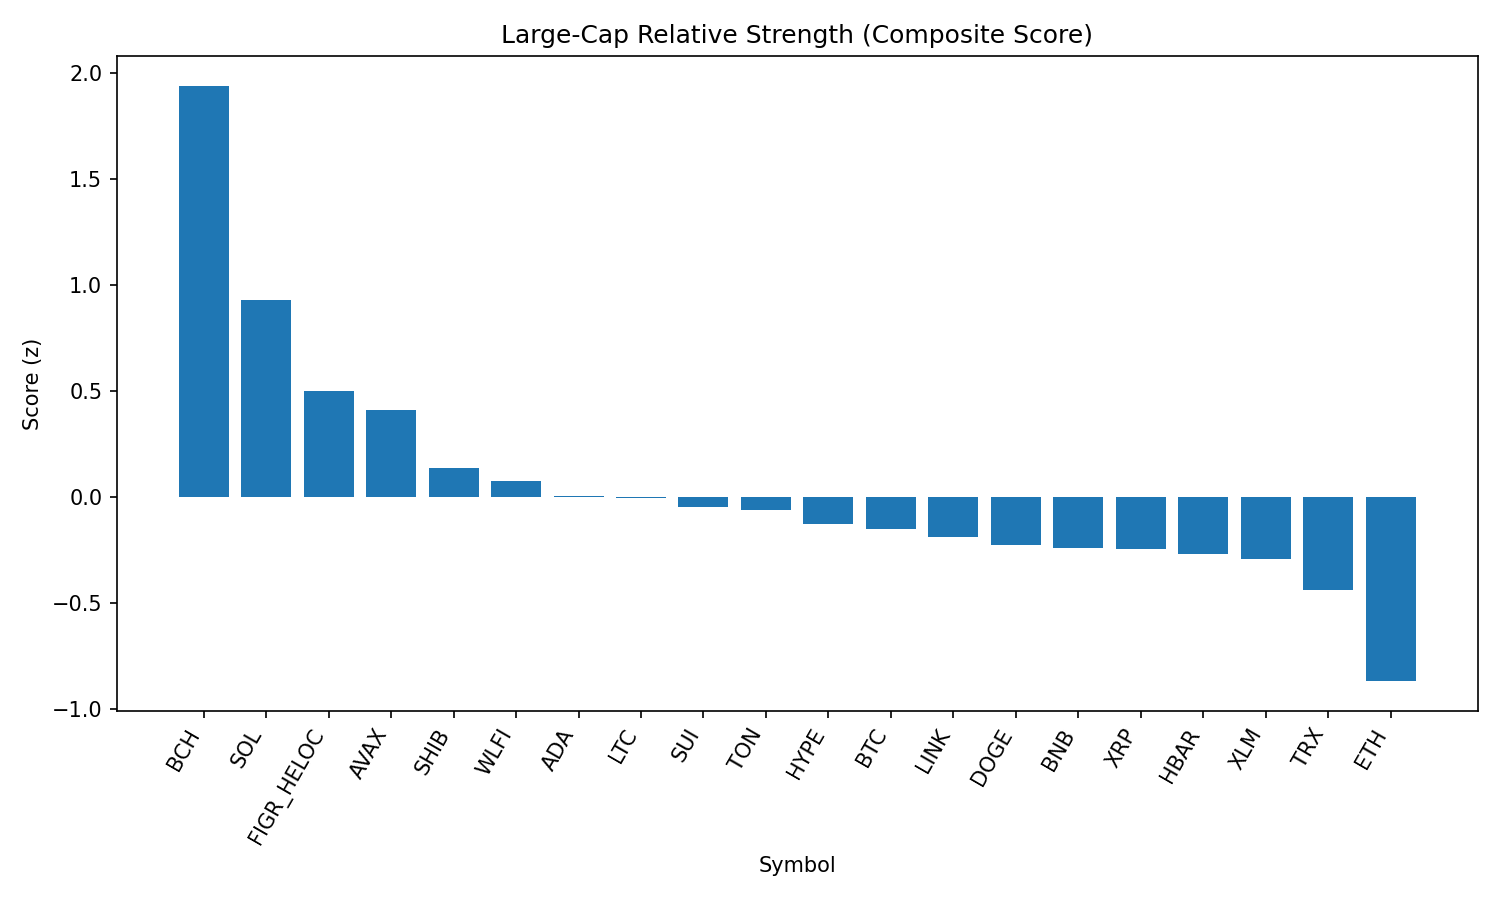 Large-Cap Relative Strength (Composite Score)
2.0
1.5
1.0
0.5
0.0
−0.5
−1.0
Score (z)
BCH
SOL
FIGR_HELOC
AVAX
SHIB
WLFI
ADA
LTC
SUI
TON
HYPE
BTC
LINK
DOGE
BNB
XRP
HBAR
XLM
TRX
ETH
Symbol